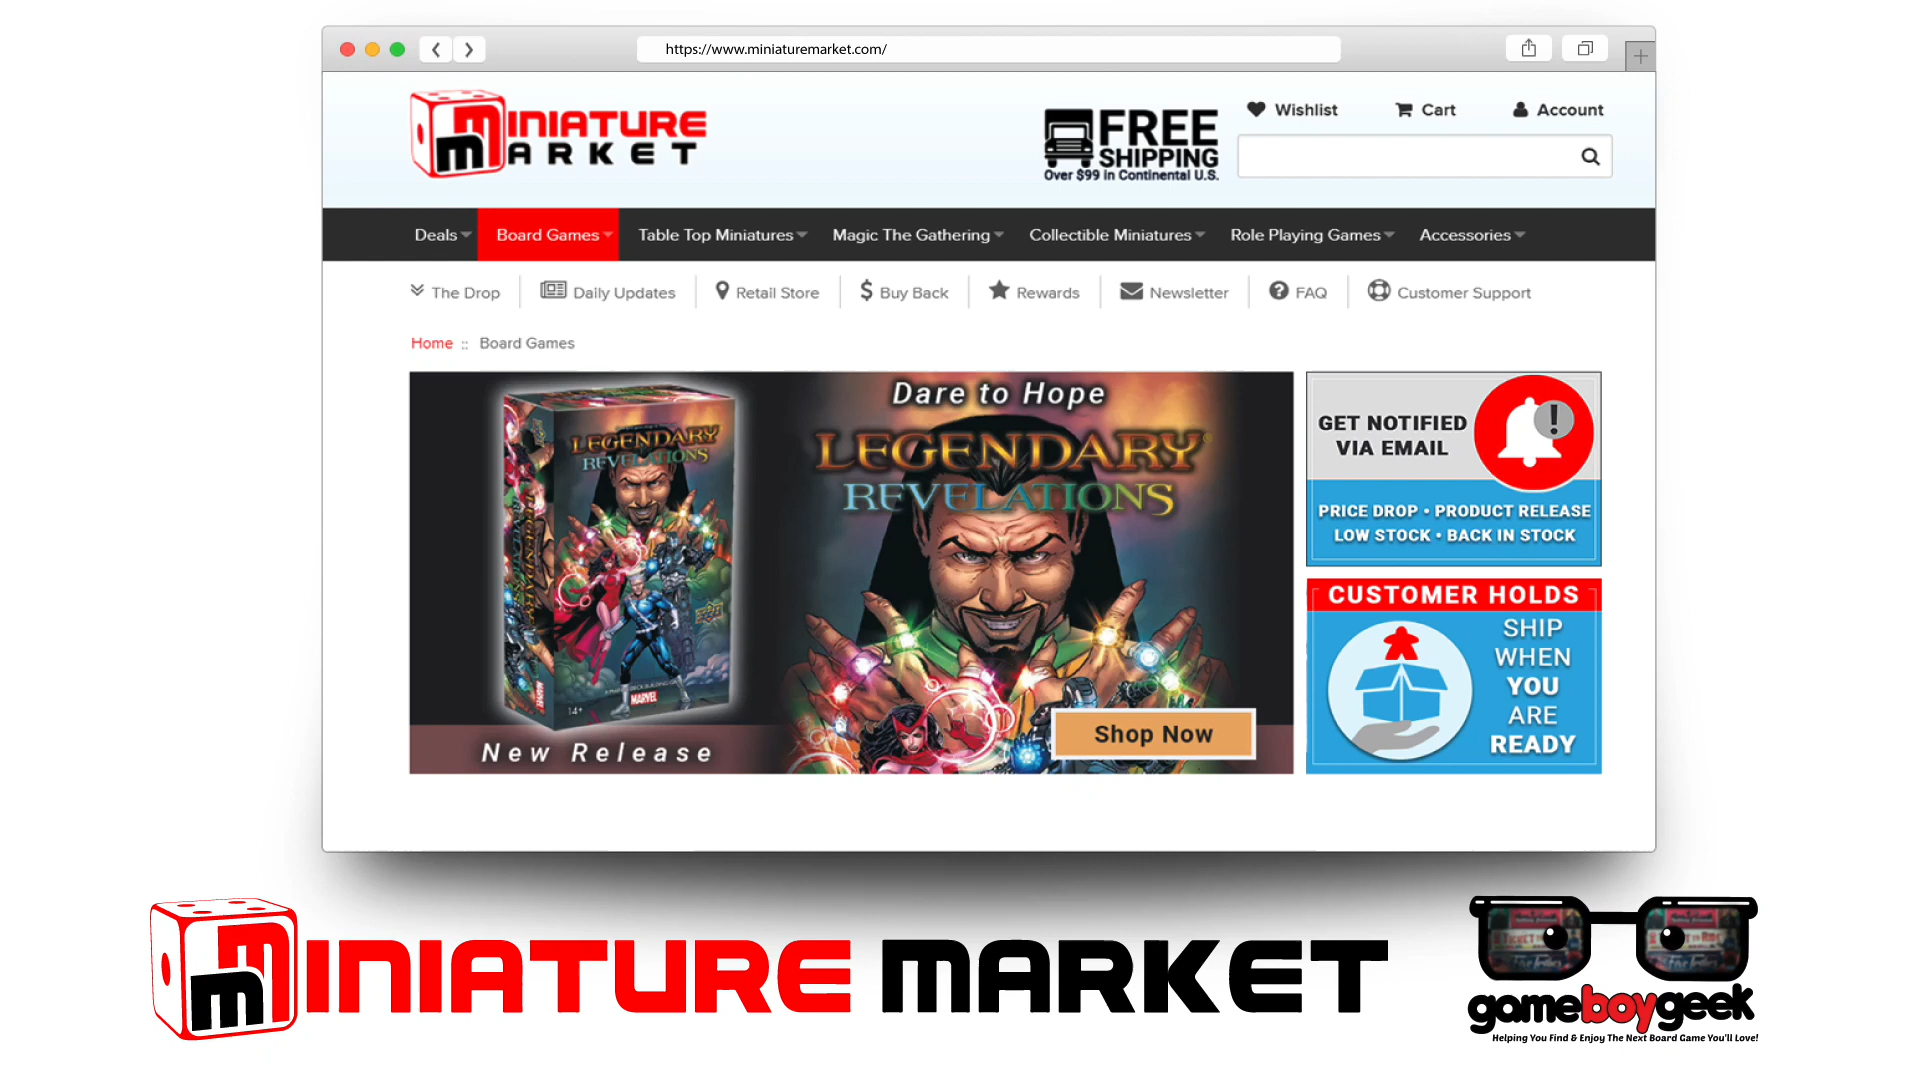 https://www.miniaturemarket.com/
MINIATURE
MARKET
FREE
SHIPPING
Over $99 in Continental U.S.
Wishlist
Cart
Account
Deals
Board Games
Table Top Miniatures
Magic The Gathering
Collectible Miniatures
Role Playing Games
Accessories
The Drop
Daily Updates
Retail Store
$ Buy Back
Rewards
Newsletter
? FAQ
Customer Support
Home :: Board Games
LEGENDARY
REVELATIONS
14+
MARVEL
New Release
Dare to Hope
LEGENDARY®
REVELATIONS
Shop Now
GET NOTIFIED
VIA EMAIL
!
PRICE DROP • PRODUCT RELEASE
LOW STOCK • BACK IN STOCK
CUSTOMER HOLDS
SHIP
WHEN
YOU
ARE
READY
MINIATURE MARKET
gameboygeek
Helping You Find & Enjoy The Next Board Game You'll Love!